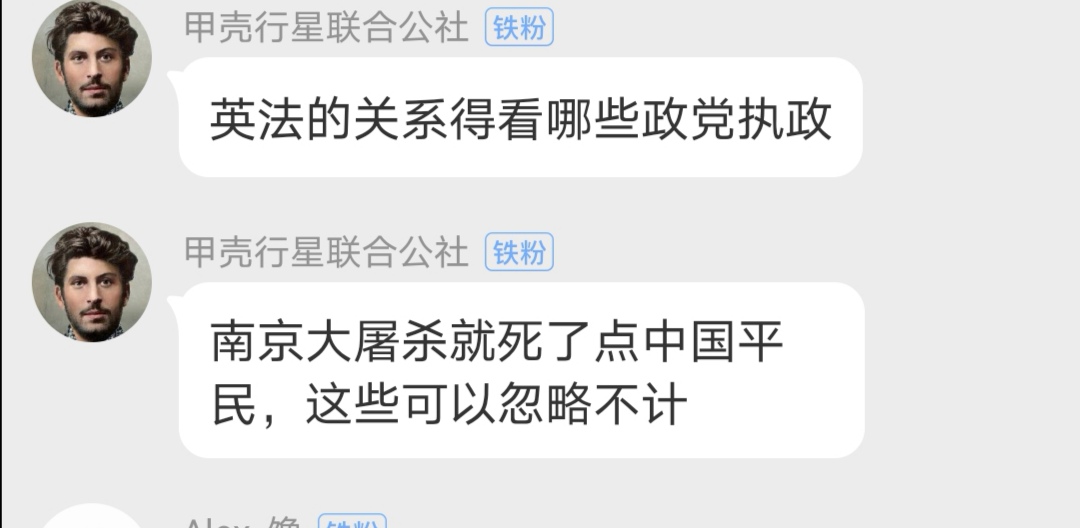 甲壳行星联合公社 铁粉
英法的关系得看哪些政党执政
甲壳行星联合公社 铁粉
南京大屠杀就死了点中国平
民，这些可以忽略不计
Alex 铁粉